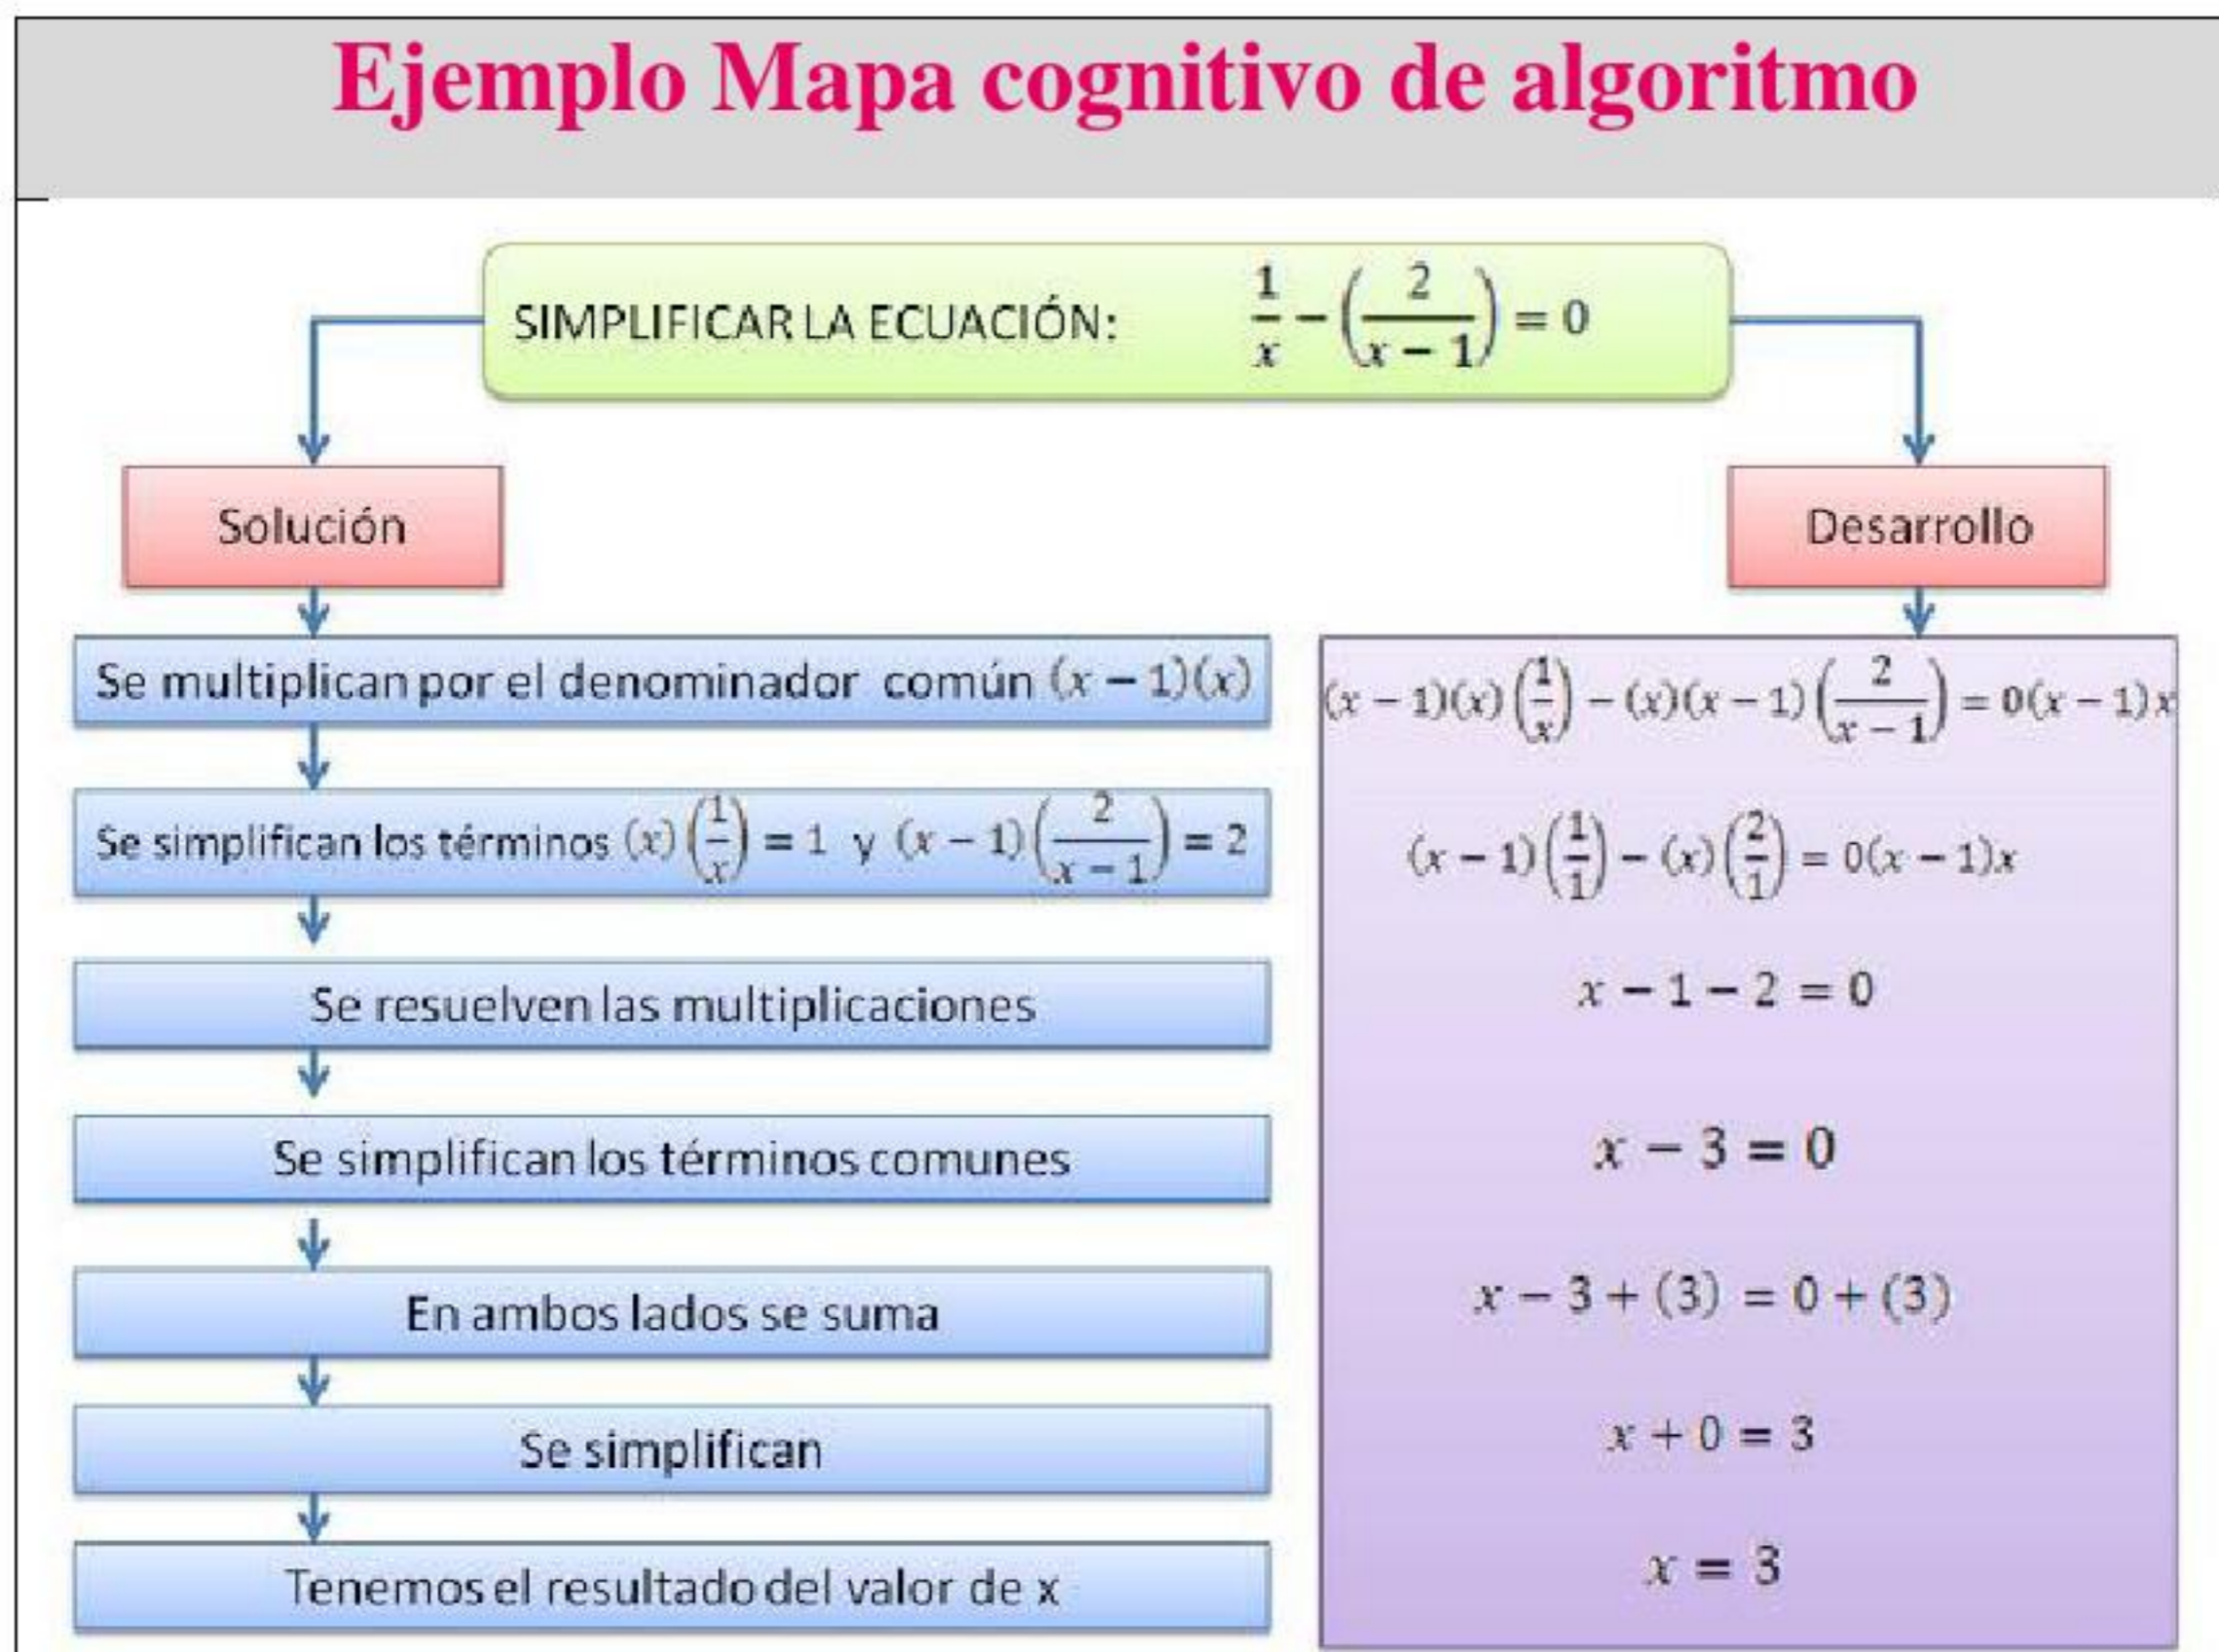 Ejemplo Mapa cognitivo de algoritmo
SIMPLIFICAR LA ECUACIÓN: 1/x − (2/(x − 1)) = 0
Solución
Se multiplican por el denominador común (x − 1)(x)
Se simplifican los términos (x)(1/x) = 1 y (x − 1)(2/(x − 1)) = 2
Se resuelven las multiplicaciones
Se simplifican los términos comunes
En ambos lados se suma
Se simplifican
Tenemos el resultado del valor de x
Desarrollo
(x − 1)(x)(1/x) − (x)(x − 1)(2/(x − 1)) = 0(x − 1)x
(x − 1)(1/1) − (x)(2/1) = 0(x − 1)x
x − 1 − 2 = 0
x − 3 = 0
x − 3 + (3) = 0 + (3)
x + 0 = 3
x = 3